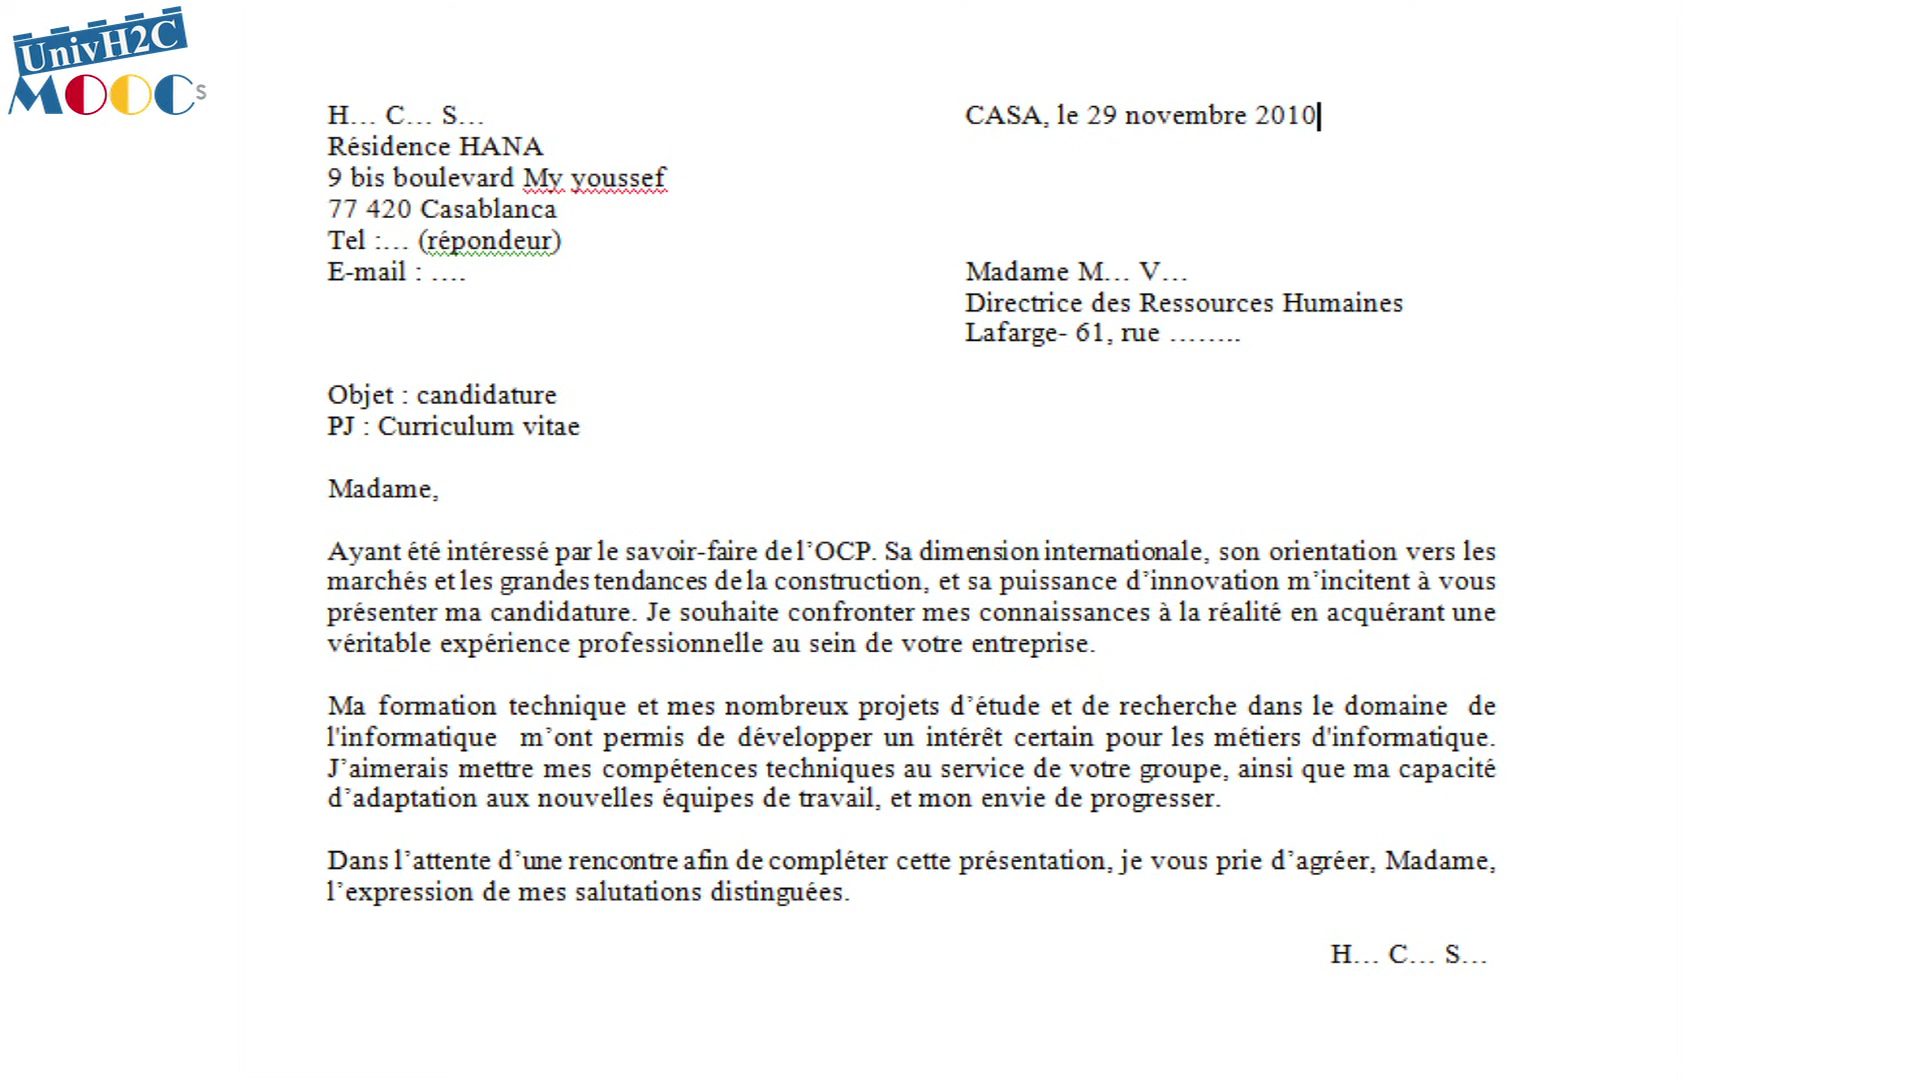 UnivH2C
MOOCs
H... C... S...
CASA, le 29 novembre 2010
Résidence HANA
9 bis boulevard My youssef
77 420 Casablanca
Tel :... (répondeur)
E-mail : ....
Madame M... V...
Directrice des Ressources Humaines
Lafarge- 61, rue ........
Objet : candidature
PJ : Curriculum vitae
Madame,
Ayant été intéressé par le savoir-faire de l’OCP. Sa dimension internationale, son orientation vers les
marchés et les grandes tendances de la construction, et sa puissance d’innovation m’incitent à vous
présenter ma candidature. Je souhaite confronter mes connaissances à la réalité en acquérant une
véritable expérience professionnelle au sein de votre entreprise.
Ma formation technique et mes nombreux projets d’étude et de recherche dans le domaine de
l'informatique m’ont permis de développer un intérêt certain pour les métiers d'informatique.
J’aimerais mettre mes compétences techniques au service de votre groupe, ainsi que ma capacité
d’adaptation aux nouvelles équipes de travail, et mon envie de progresser.
Dans l’attente d’une rencontre afin de compléter cette présentation, je vous prie d’agréer, Madame,
l’expression de mes salutations distinguées.
H... C... S...